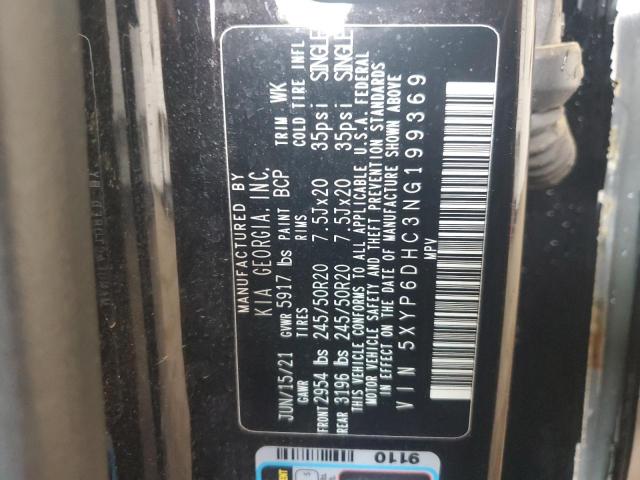 MANUFACTURED BY
KIA GEORGIA, INC.
JUN/15/21 GVWR 5917 lbs PAINT BCP TRIM WK
GAWR TIRES RIMS COLD TIRE INFL
FRONT 2954 lbs 245/50R20 7.5Jx20 35psi SINGLE
REAR 3196 lbs 245/50R20 7.5Jx20 35psi SINGLE
THIS VEHICLE CONFORMS TO ALL APPLICABLE U.S.A. FEDERAL
MOTOR VEHICLE SAFETY AND THEFT PREVENTION STANDARDS
IN EFFECT ON THE DATE OF MANUFACTURE SHOWN ABOVE
VIN 5XYP6DHC3NG199369
MPV
9110